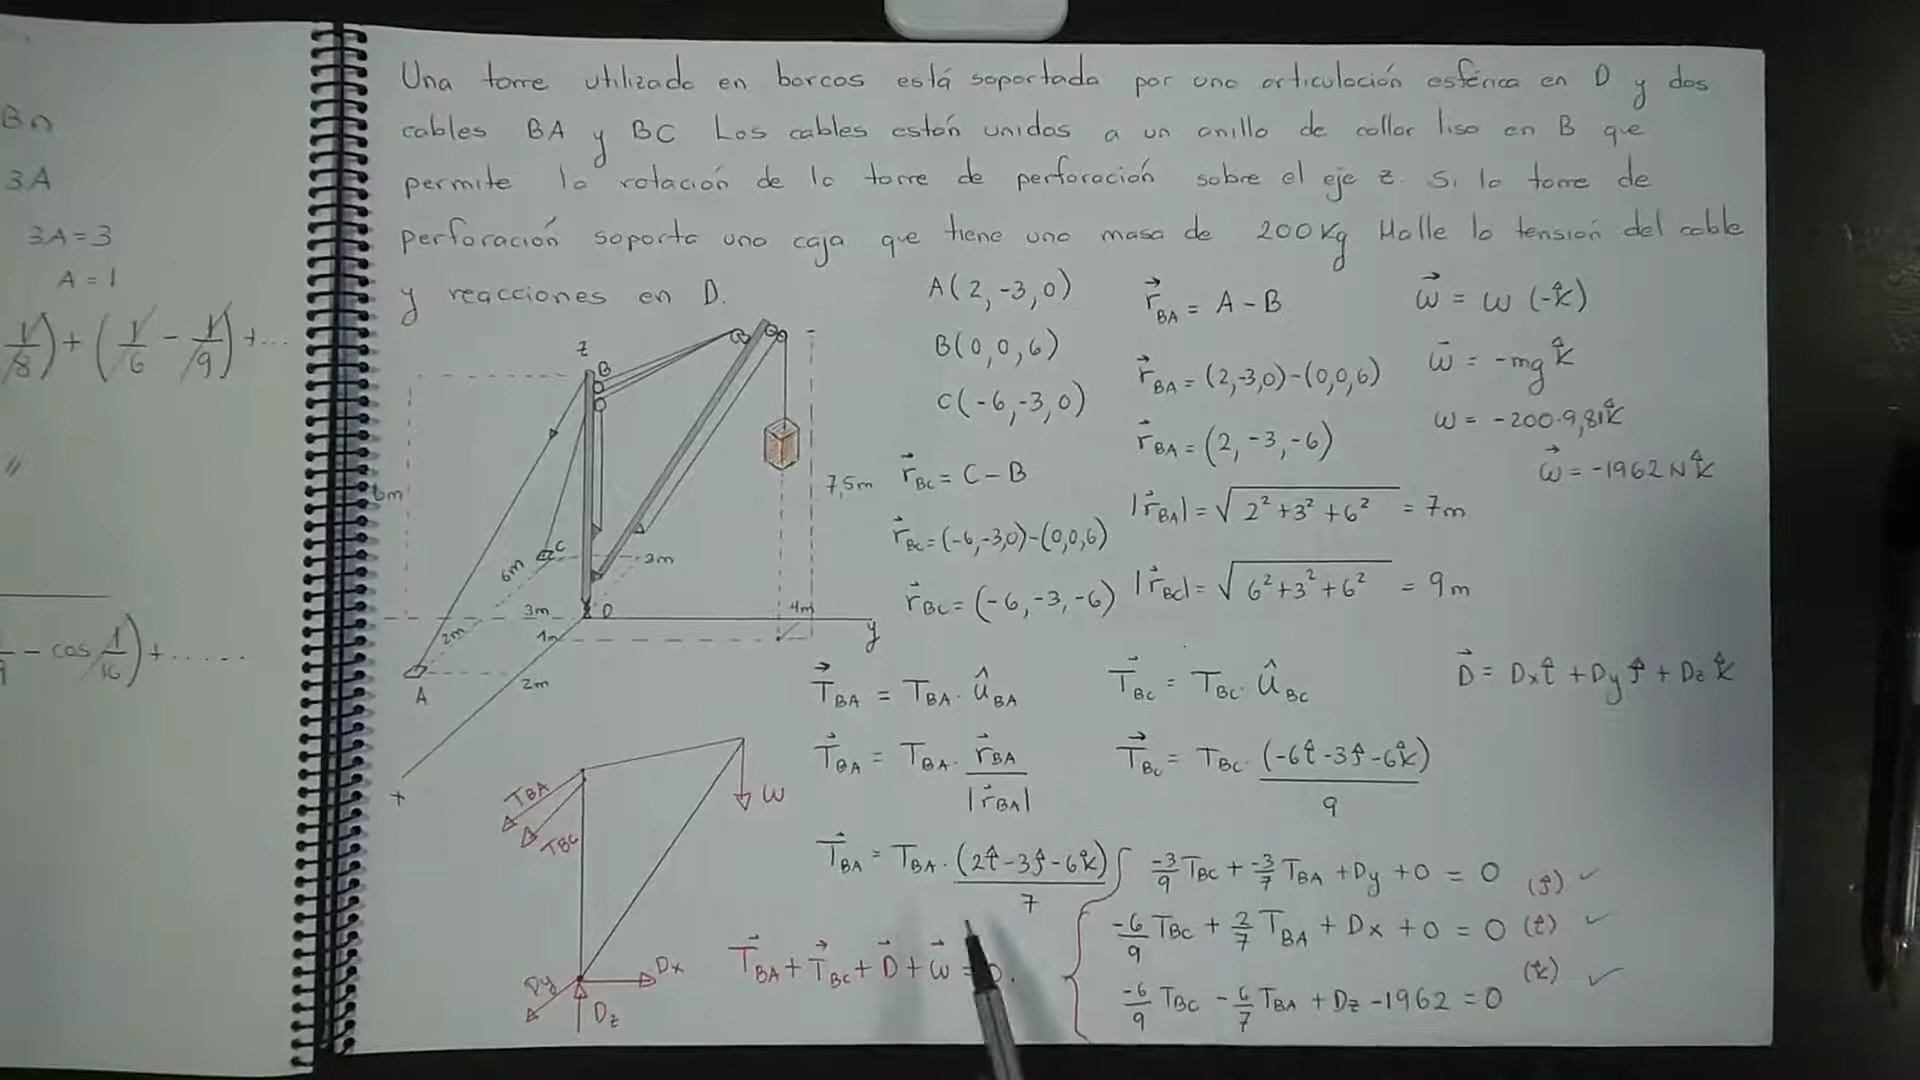 Una torre utilizada en barcos está soportada por una articulación esférica en D y dos
cables BA y BC Los cables están unidos a un anillo de collar liso en B que
permite la rotación de la torre de perforación sobre el eje z. Si la torre de
perforación soporta una caja que tiene una masa de 200Kg Halle la tensión del cable
y reacciones en D.
3A
3A=3
A=1
A(2,-3,0)
B(0,0,6)
C(-6,-3,0)
r⃗BC = C-B
r⃗BC=(-6,-3,0)-(0,0,6)
r⃗BC=(-6,-3,-6)
r⃗BA = A-B
r⃗BA=(2,-3,0)-(0,0,6)
r⃗BA=(2,-3,-6)
|r⃗BA|=√2²+3²+6² = 7m
|r⃗BC|=√6²+3²+6² = 9m
w⃗ = w(-k̂)
w⃗ = -mg k̂
w = -200·9,81k̂
w⃗ = -1962 N k̂
z
B
6m
C
6m
3m
3m
D
2m
1m
4m
7,5m
y
A
2m
x
T⃗BA = TBA · ûBA
T⃗BA = TBA · r⃗BA/|r⃗BA|
T⃗BA = TBA · (2î-3ĵ-6k̂)/7
T⃗BC = TBC · ûBC
T⃗BC = TBC · (-6î-3ĵ-6k̂)/9
D⃗ = Dxî + Dyĵ + Dz k̂
TBA
TBC
w
Dy
Dx
Dz
-3/9 TBC + -3/7 TBA + Dy + 0 = 0 (ĵ) ✓
-6/9 TBC + 2/7 TBA + Dx + 0 = 0 (î) ✓
-6/9 TBC - 6/7 TBA + Dz - 1962 = 0 (k̂) ✓
T⃗BA + T⃗BC + D⃗ + w⃗ =